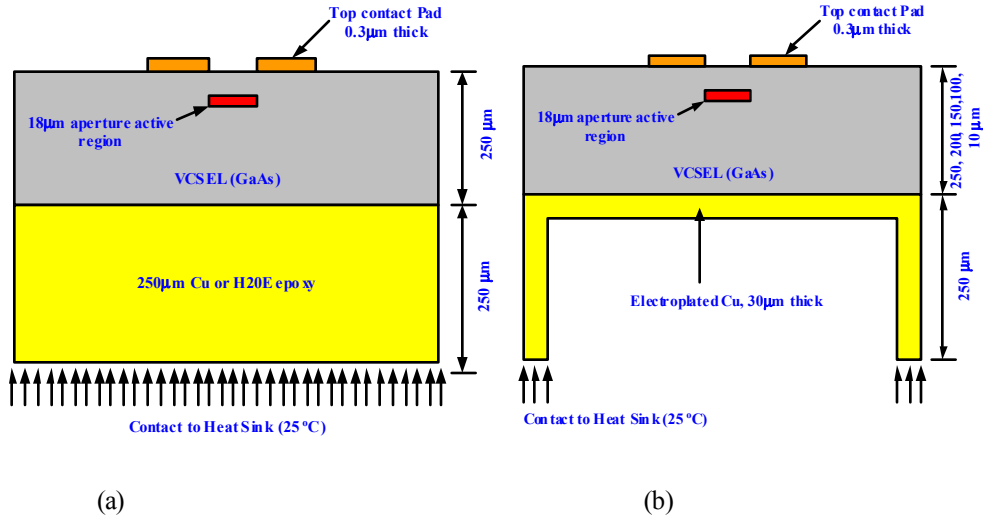 Top contact Pad
0.3µm thick
18µm aperture active
region
VCSEL (GaAs)
250 µm
250µm Cu or H20E epoxy
250 µm
Contact to Heat Sink (25 ºC)
(a)
Top contact Pad
0.3µm thick
18µm aperture active
region
VCSEL (GaAs)
250, 200, 150,100,
10 µm
Electroplated Cu, 30µm thick
250 µm
Contact to Heat Sink (25 ºC)
(b)